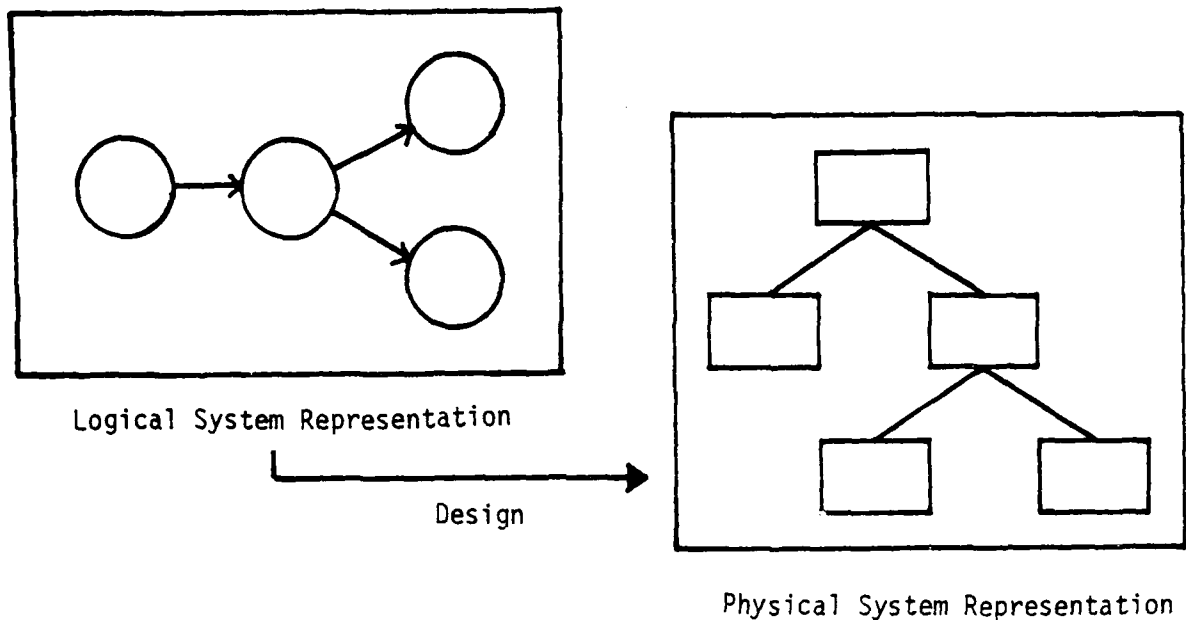 Logical System Representation
Design
Physical System Representation